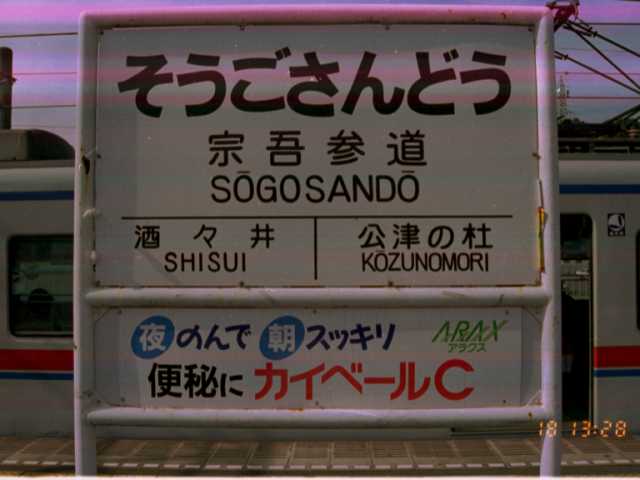 そうごさんどう
宗吾参道
SŌGOSANDŌ
酒々井 公津の杜
SHISUI KŌZUNOMORI
夜のんで 朝スッキリ ARAX
アラクス
便秘に カイベールC
18 13:28